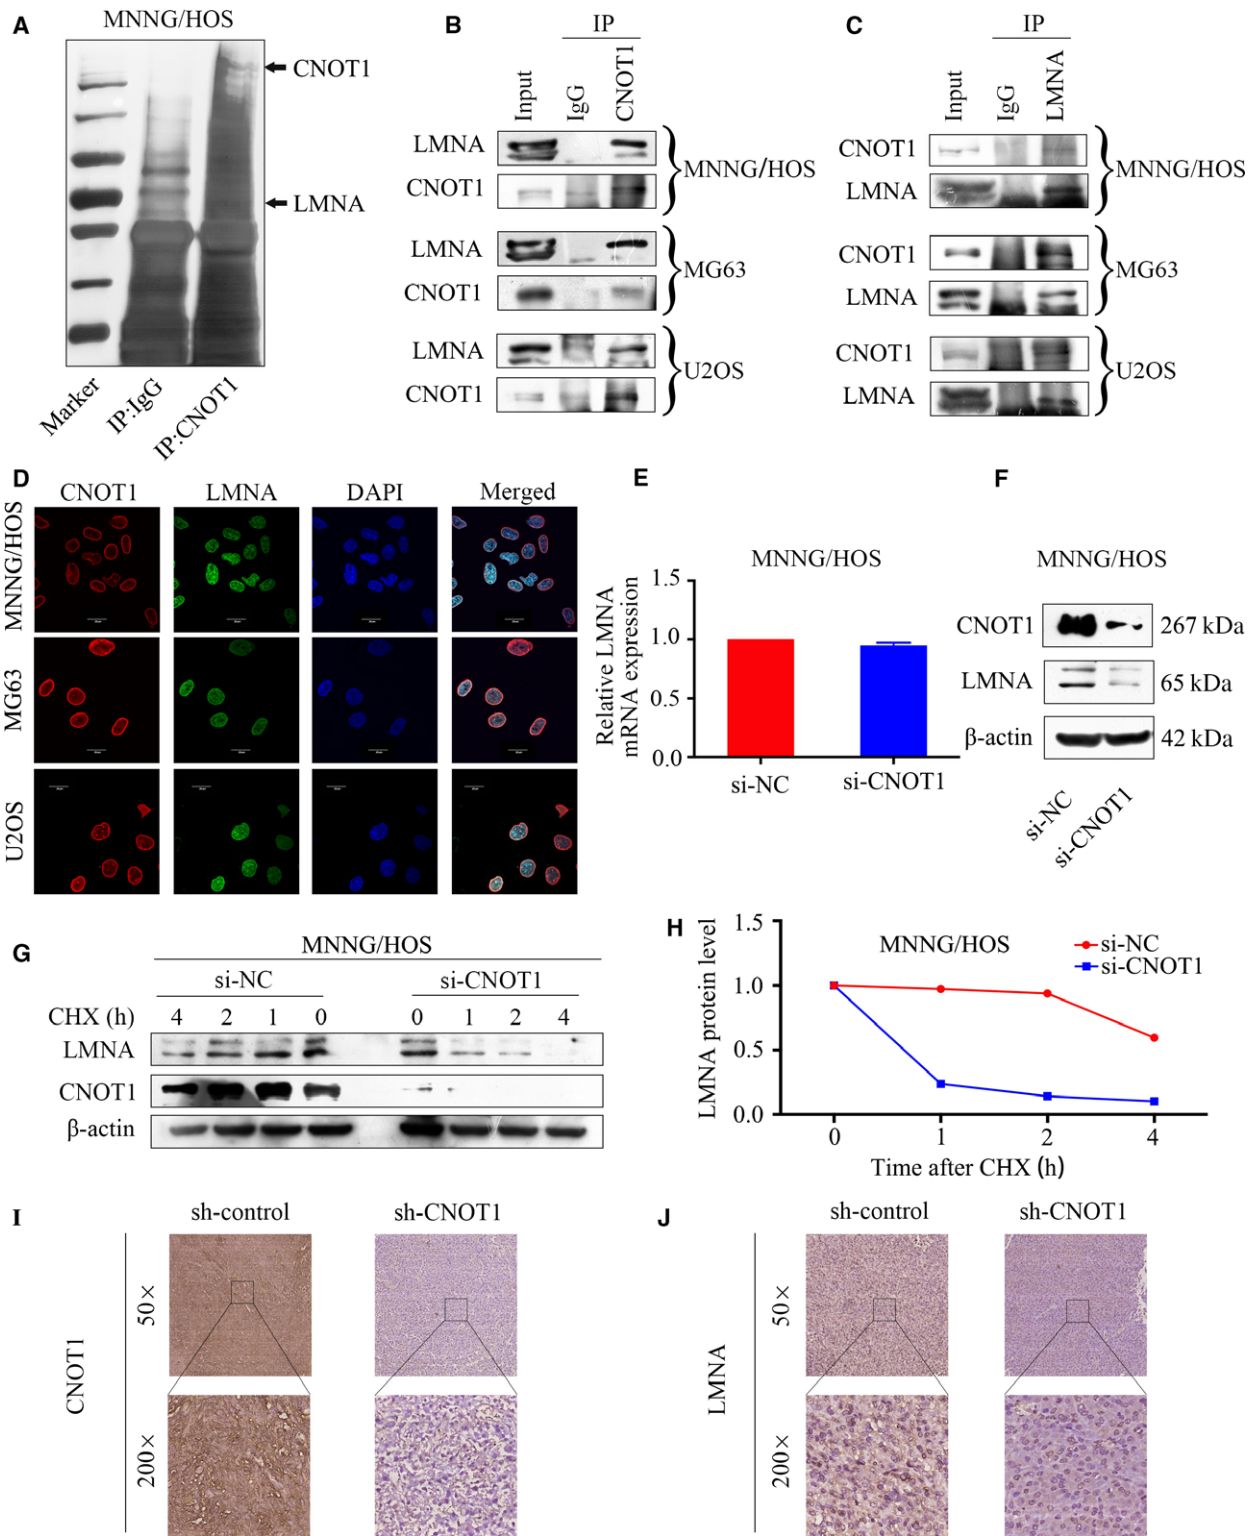 A
MNNG/HOS
CNOT1
LMNA
Marker
IP:IgG
IP:CNOT1
B
IP
Input
IgG
CNOT1
LMNA
CNOT1
MNNG/HOS
LMNA
CNOT1
MG63
LMNA
CNOT1
U2OS
C
IP
Input
IgG
LMNA
CNOT1
LMNA
MNNG/HOS
CNOT1
LMNA
MG63
CNOT1
LMNA
U2OS
D
CNOT1 LMNA DAPI Merged
MNNG/HOS
MG63
U2OS
E
MNNG/HOS
Relative LMNA
mRNA expression
1.5
1.0
0.5
0.0
si-NC si-CNOT1
F
MNNG/HOS
CNOT1 267 kDa
LMNA 65 kDa
β-actin 42 kDa
si-NC
si-CNOT1
G
MNNG/HOS
si-NC si-CNOT1
CHX (h) 4 2 1 0 0 1 2 4
LMNA
CNOT1
β-actin
H
MNNG/HOS
si-NC
si-CNOT1
LMNA protein level
1.5
1.0
0.5
0.0
0 1 2 4
Time after CHX (h)
I
sh-control sh-CNOT1
CNOT1
50×
200×
J
sh-control sh-CNOT1
LMNA
50×
200×